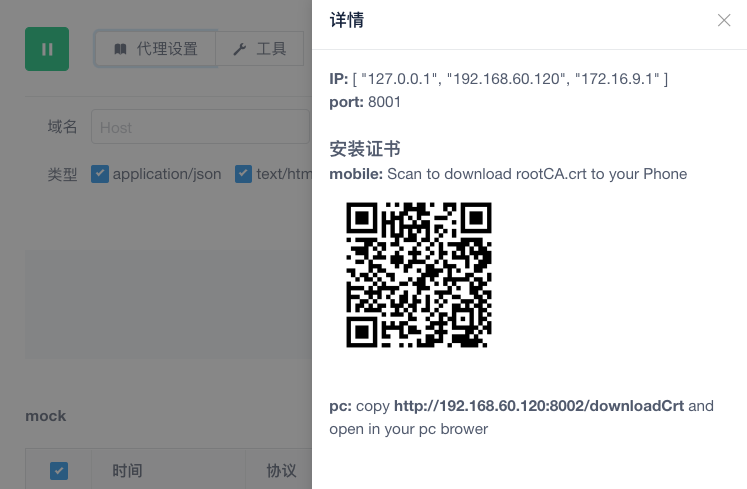 详情
代理设置
工具
IP: [ "127.0.0.1", "192.168.60.120", "172.16.9.1" ]
port: 8001
域名
Host
安装证书
类型
application/json
text/htm
mobile: Scan to download rootCA.crt to your Phone
pc: copy http://192.168.60.120:8002/downloadCrt and
open in your pc brower
mock
时间
协议